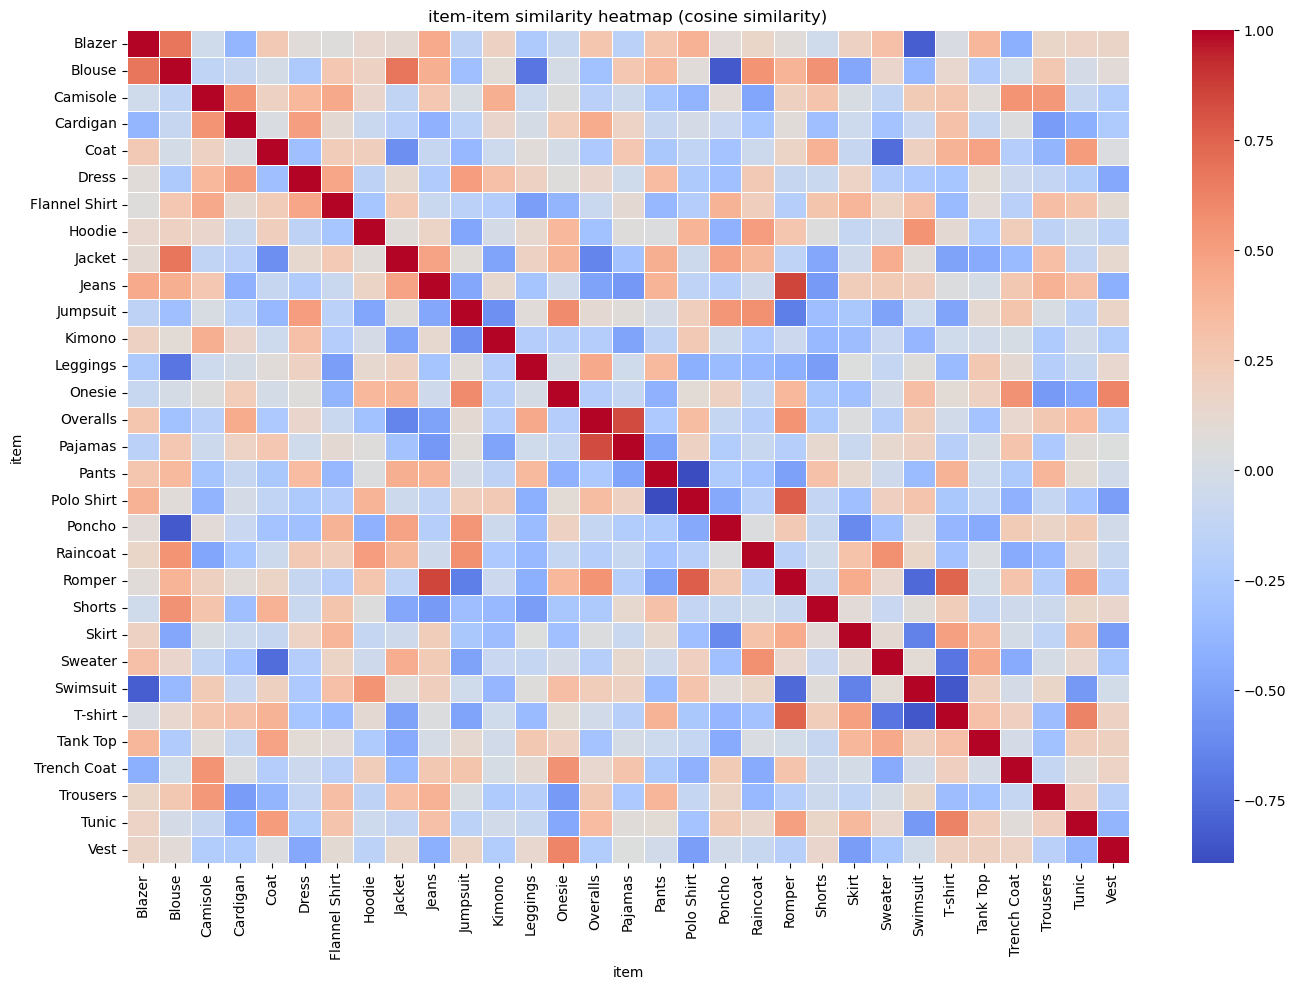 item-item similarity heatmap (cosine similarity)
Blazer
Blouse
Camisole
Cardigan
Coat
Dress
Flannel Shirt
Hoodie
Jacket
Jeans
Jumpsuit
Kimono
Leggings
Onesie
Overalls
Pajamas
Pants
Polo Shirt
Poncho
Raincoat
Romper
Shorts
Skirt
Sweater
Swimsuit
T-shirt
Tank Top
Trench Coat
Trousers
Tunic
Vest
item
Blazer
Blouse
Camisole
Cardigan
Coat
Dress
Flannel Shirt
Hoodie
Jacket
Jeans
Jumpsuit
Kimono
Leggings
Onesie
Overalls
Pajamas
Pants
Polo Shirt
Poncho
Raincoat
Romper
Shorts
Skirt
Sweater
Swimsuit
T-shirt
Tank Top
Trench Coat
Trousers
Tunic
Vest
item
1.00
0.75
0.50
0.25
0.00
−0.25
−0.50
−0.75